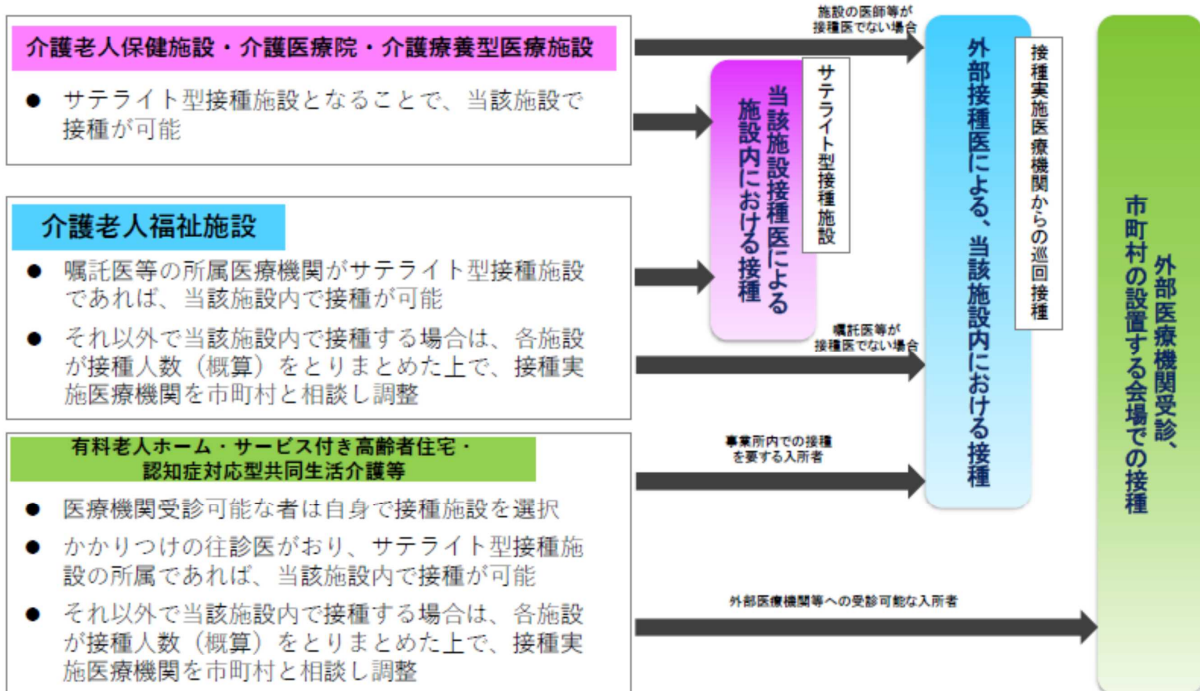 介護老人保健施設・介護医療院・介護療養型医療施設
● サテライト型接種施設となることで、当該施設で
接種が可能
介護老人福祉施設
● 嘱託医等の所属医療機関がサテライト型接種施設
であれば、当該施設内で接種が可能
● それ以外で当該施設内で接種する場合は、各施設
が接種人数（概算）をとりまとめた上で、接種実
施医療機関を市町村と相談し調整
有料老人ホーム・サービス付き高齢者住宅・
認知症対応型共同生活介護等
● 医療機関受診可能な者は自身で接種施設を選択
● かかりつけの往診医がおり、サテライト型接種施
設の所属であれば、当該施設内で接種が可能
● それ以外で当該施設内で接種する場合は、各施設
が接種人数（概算）をとりまとめた上で、接種実
施医療機関を市町村と相談し調整
施設の医師等が
接種医でない場合
嘱託医等が
接種医でない場合
事業所内での接種
を要する入所者
外部医療機関等への受診可能な入所者
当該施設接種医による
施設内における接種
サテライト型接種施設
外部接種医による、当該施設内における接種
接種実施医療機関からの巡回接種
外部医療機関受診、
市町村の設置する会場での接種